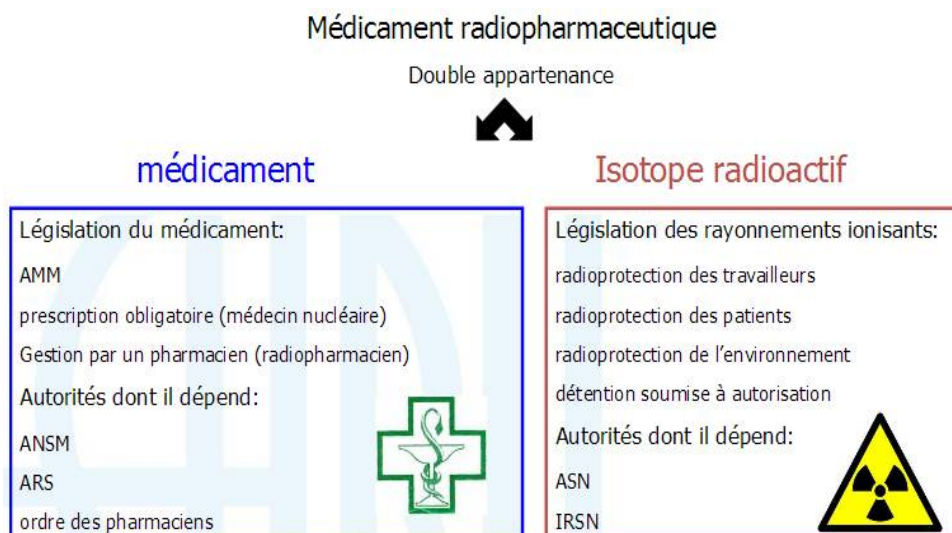 Médicament radiopharmaceutique
Double appartenance
médicament
Législation du médicament:
AMM
prescription obligatoire (médecin nucléaire)
Gestion par un pharmacien (radiopharmacien)
Autorités dont il dépend:
ANSM
ARS
ordre des pharmaciens
Isotope radioactif
Législation des rayonnements ionisants:
radioprotection des travailleurs
radioprotection des patients
radioprotection de l'environnement
détention soumise à autorisation
Autorités dont il dépend:
ASN
IRSN